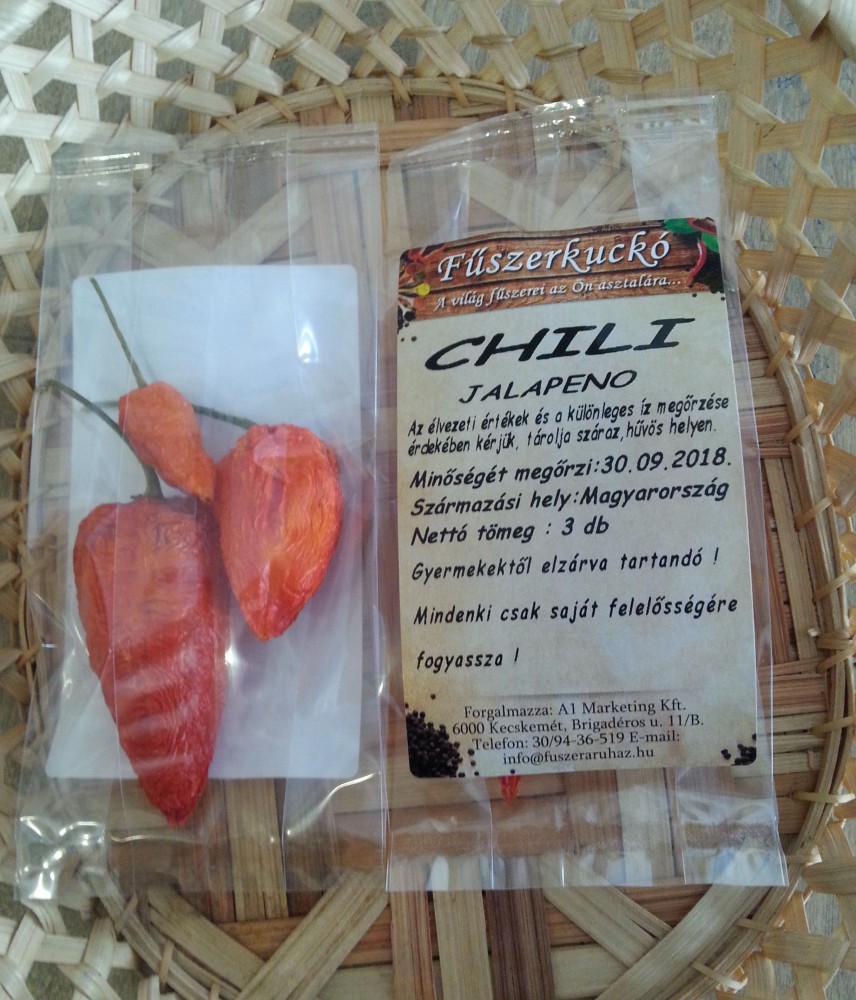 Fűszerkuckó
A világ fűszerei az Ön asztalára...
CHILI
JALAPENO
Az élvezeti értékek és a különleges íz megőrzése
érdekében kérjük, tárolja száraz,hűvös helyen.
Minőségét megőrzi:30.09.2018.
Származási hely:Magyarország
Nettó tömeg : 3 db
Gyermekektől elzárva tartandó !
Mindenki csak saját felelősségére
fogyassza !
Forgalmazza: A1 Marketing Kft.
6000 Kecskemét, Brigadéros u. 11/B.
Telefon: 30/94-36-519 E-mail:
info@fuszeraruhaz.hu